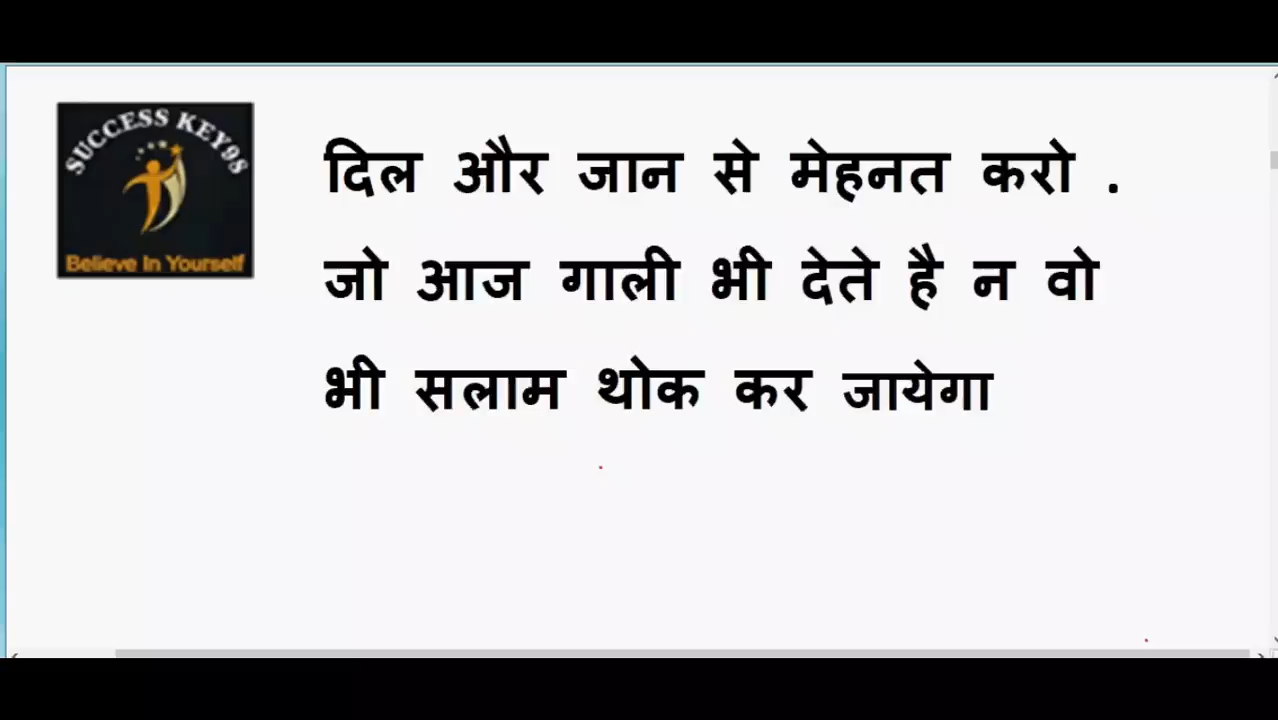 SUCCESS KEY9S
Believe In Yourself
दिल और जान से मेहनत करो .
जो आज गाली भी देते है न वो
भी सलाम थोक कर जायेगा